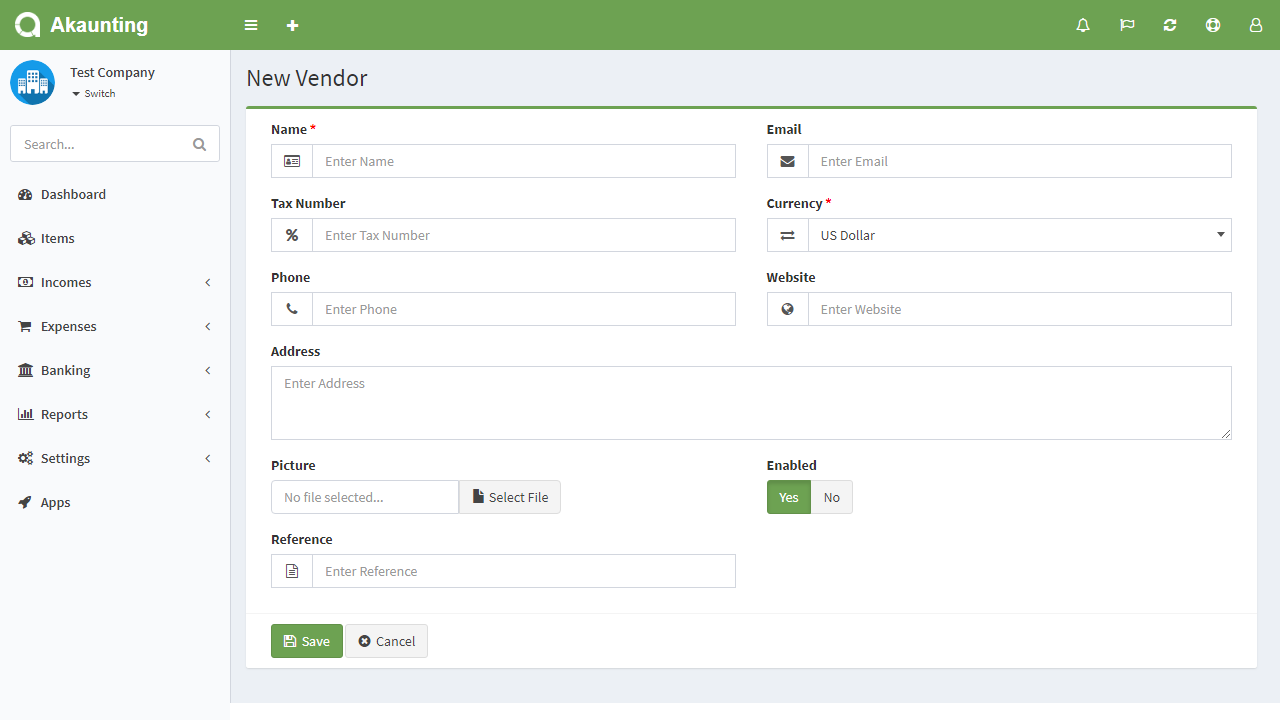 Akaunting
Test Company
Switch
Search...
Dashboard
Items
Incomes
Expenses
Banking
Reports
Settings
Apps
New Vendor
Name * Email
Enter Name Enter Email
Tax Number Currency *
Enter Tax Number US Dollar
Phone Website
Enter Phone Enter Website
Address
Enter Address
Picture Enabled
No file selected... Select File Yes No
Reference
Enter Reference
Save Cancel